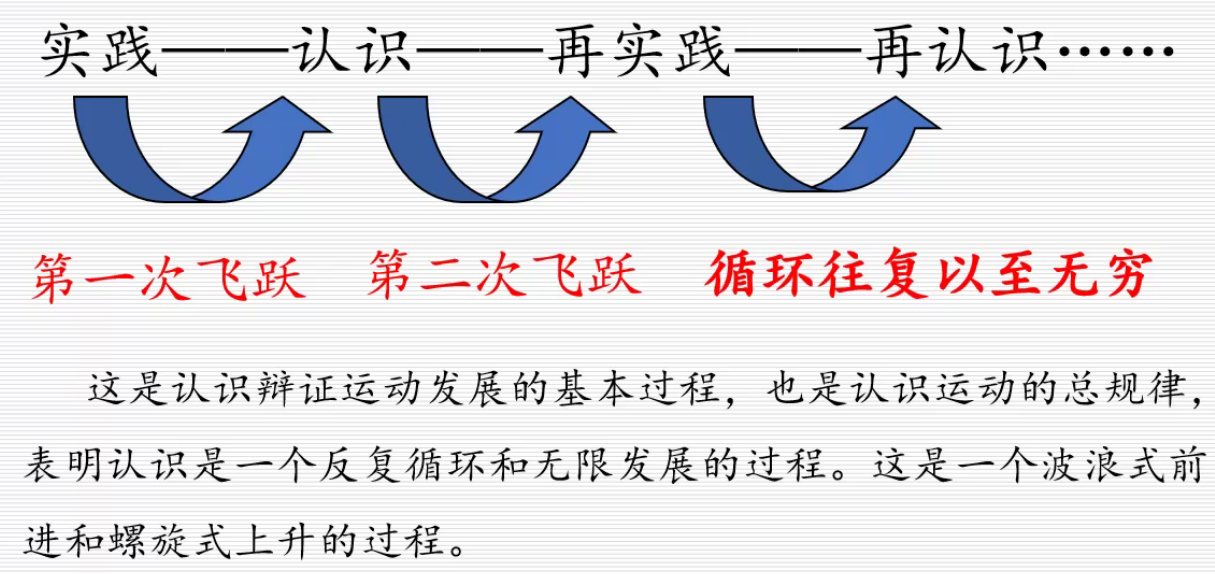 实践——认识——再实践——再认识……
第一次飞跃 第二次飞跃 循环往复以至无穷
这是认识辩证运动发展的基本过程，也是认识运动的总规律，
表明认识是一个反复循环和无限发展的过程。这是一个波浪式前
进和螺旋式上升的过程。